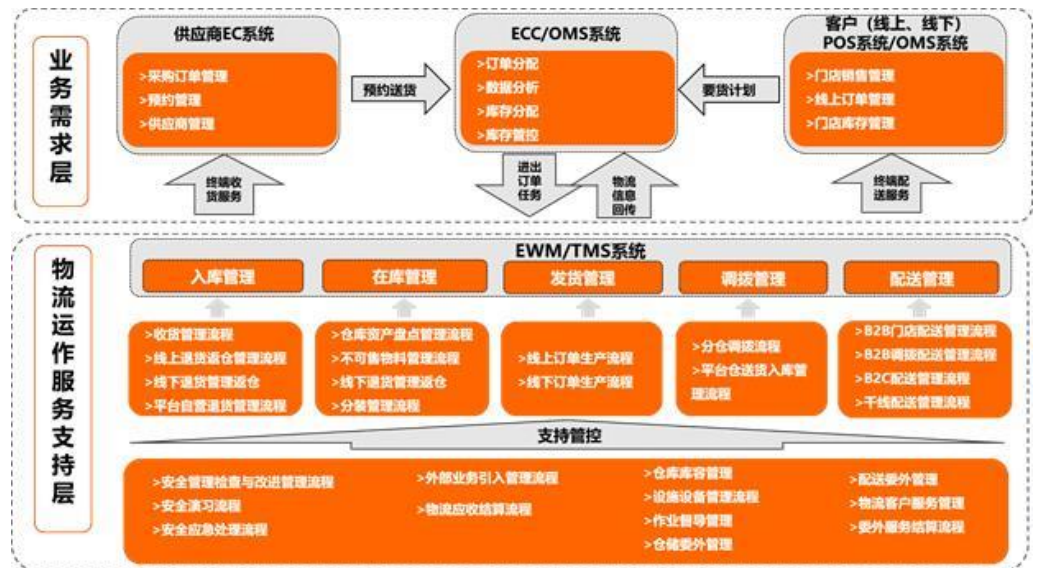 业务需求层
供应商EC系统
>采购订单管理
>预约管理
>供应商管理
预约送货
ECC/OMS系统
>订单分配
>数据分析
>库存分配
>库存管控
要货计划
客户（线上、线下）
POS系统/OMS系统
>门店销售管理
>线上订单管理
>门店库存管理
终端收
货服务
进出
订单
任务
物流
信息
回传
终端配
送服务
物流运作服务支持层
EWM/TMS系统
入库管理
在库管理
发货管理
调拨管理
配送管理
>收货管理流程
>线上退货返仓管理流程
>线下退货管理返仓
>平台自营退货管理流程
>仓库资产盘点管理流程
>不可售物料管理流程
>线下退货管理返仓
>分装管理流程
>线上订单生产流程
>线下订单生产流程
>分仓调拨流程
>平台仓送货入库管
理流程
>B2B门店配送管理流程
>B2B调拨配送管理流程
>B2C配送管理流程
>干线配送管理流程
支持管控
>安全管理检查与改进管理流程
>安全演习流程
>安全应急处理流程
>外部业务引入管理流程
>物流应收结算流程
>仓库库容管理
>设施设备管理流程
>作业督导管理
>仓储委外管理
>配送委外管理
>物流客户服务管理
>委外服务结算流程